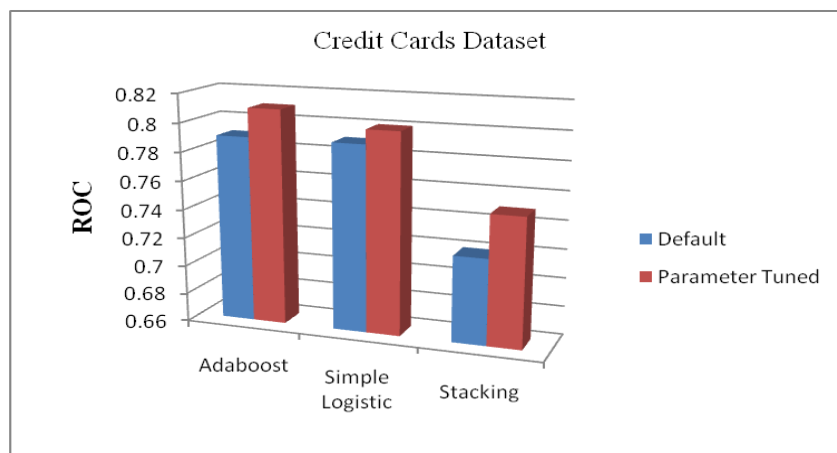 Credit Cards Dataset
ROC
0.82
0.8
0.78
0.76
0.74
0.72
0.7
0.68
0.66
Adaboost
Simple
Logistic
Stacking
Default
Parameter Tuned